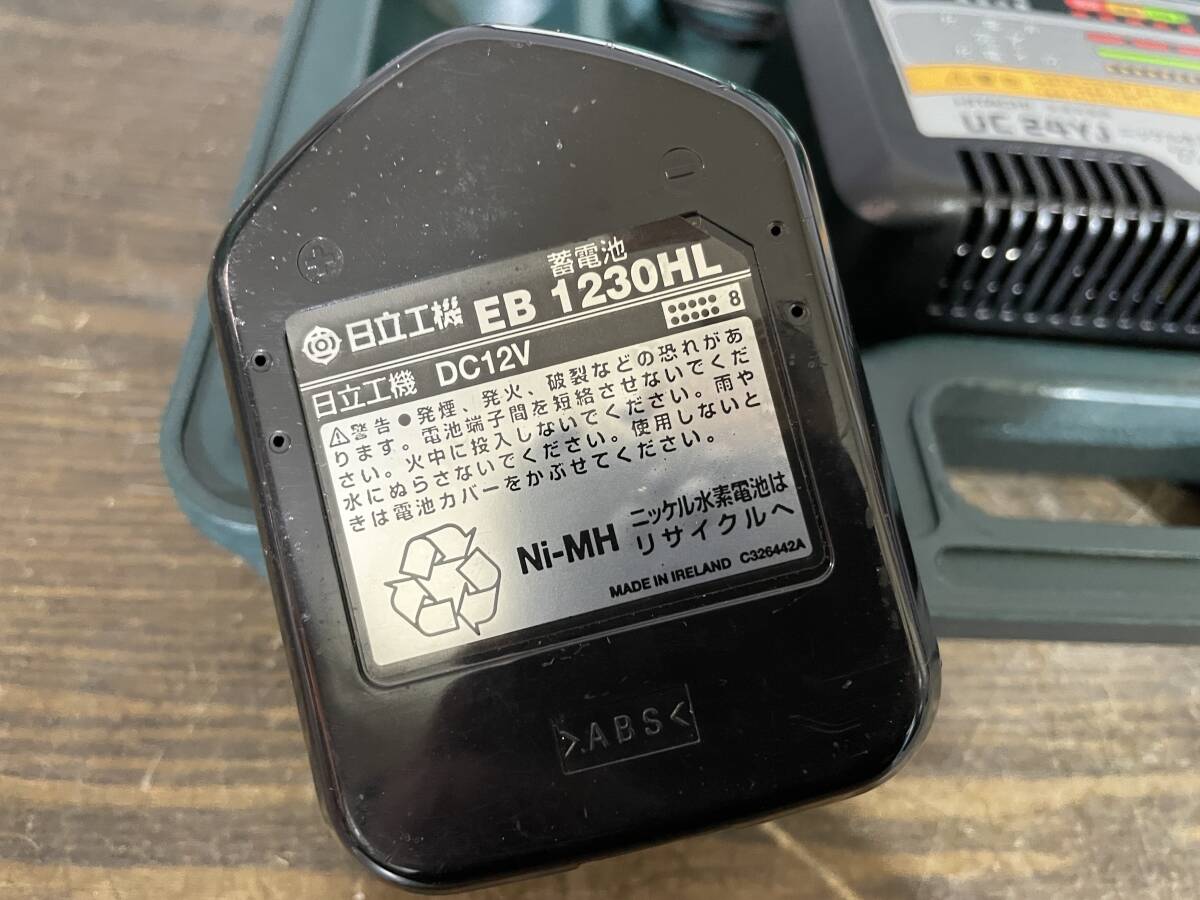 蓄電池
日立工機 EB 1230HL
8
日立工機 DC12V
⚠警告 ●発煙、発火、破裂などの恐れがあ
ります。電池端子間を短絡させないでくだ
さい。火中に投入しないでください。雨や
水にぬらさないでください。使用しないと
きは電池カバーをかぶせてください。
Ni-MH ニッケル水素電池は
リサイクルへ
MADE IN IRELAND C326442A
>ABS<